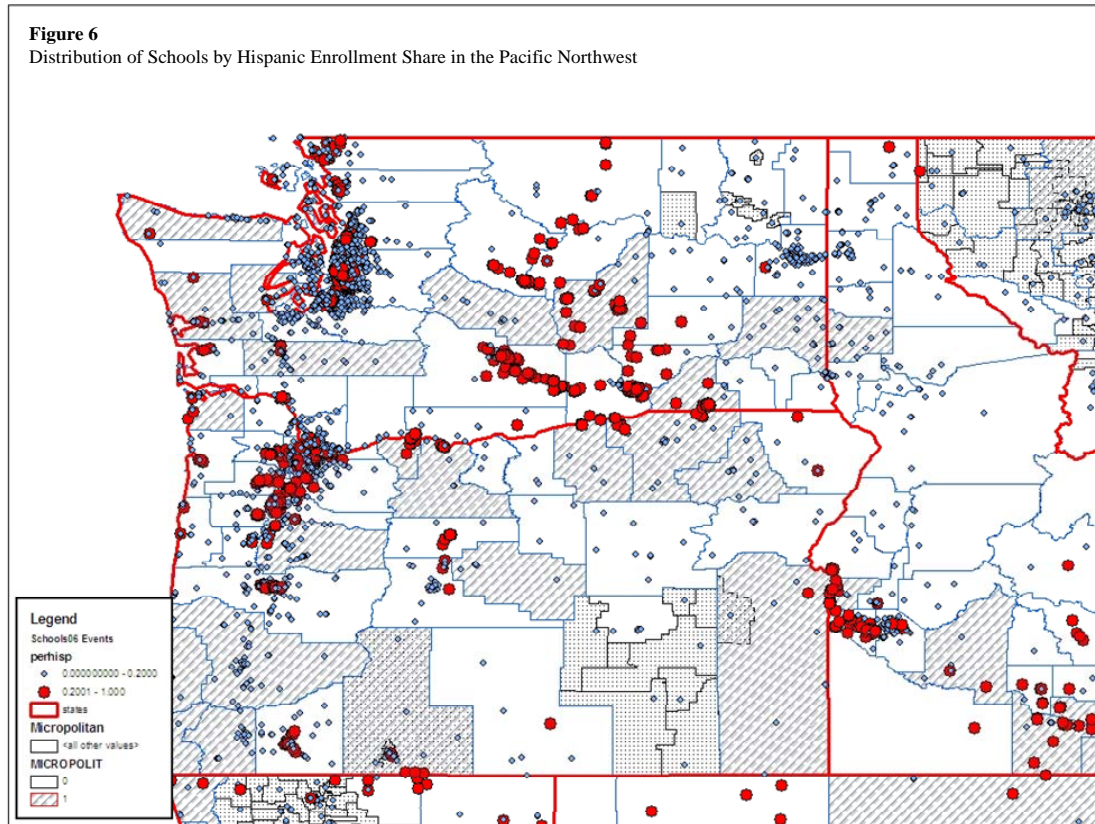 Figure 6
Distribution of Schools by Hispanic Enrollment Share in the Pacific Northwest
Legend
Schools06 Events
perhisp
0.000000000 - 0.2000
0.2001 - 1.000
states
Micropolitan
<all other values>
MICROPOLIT
0
1